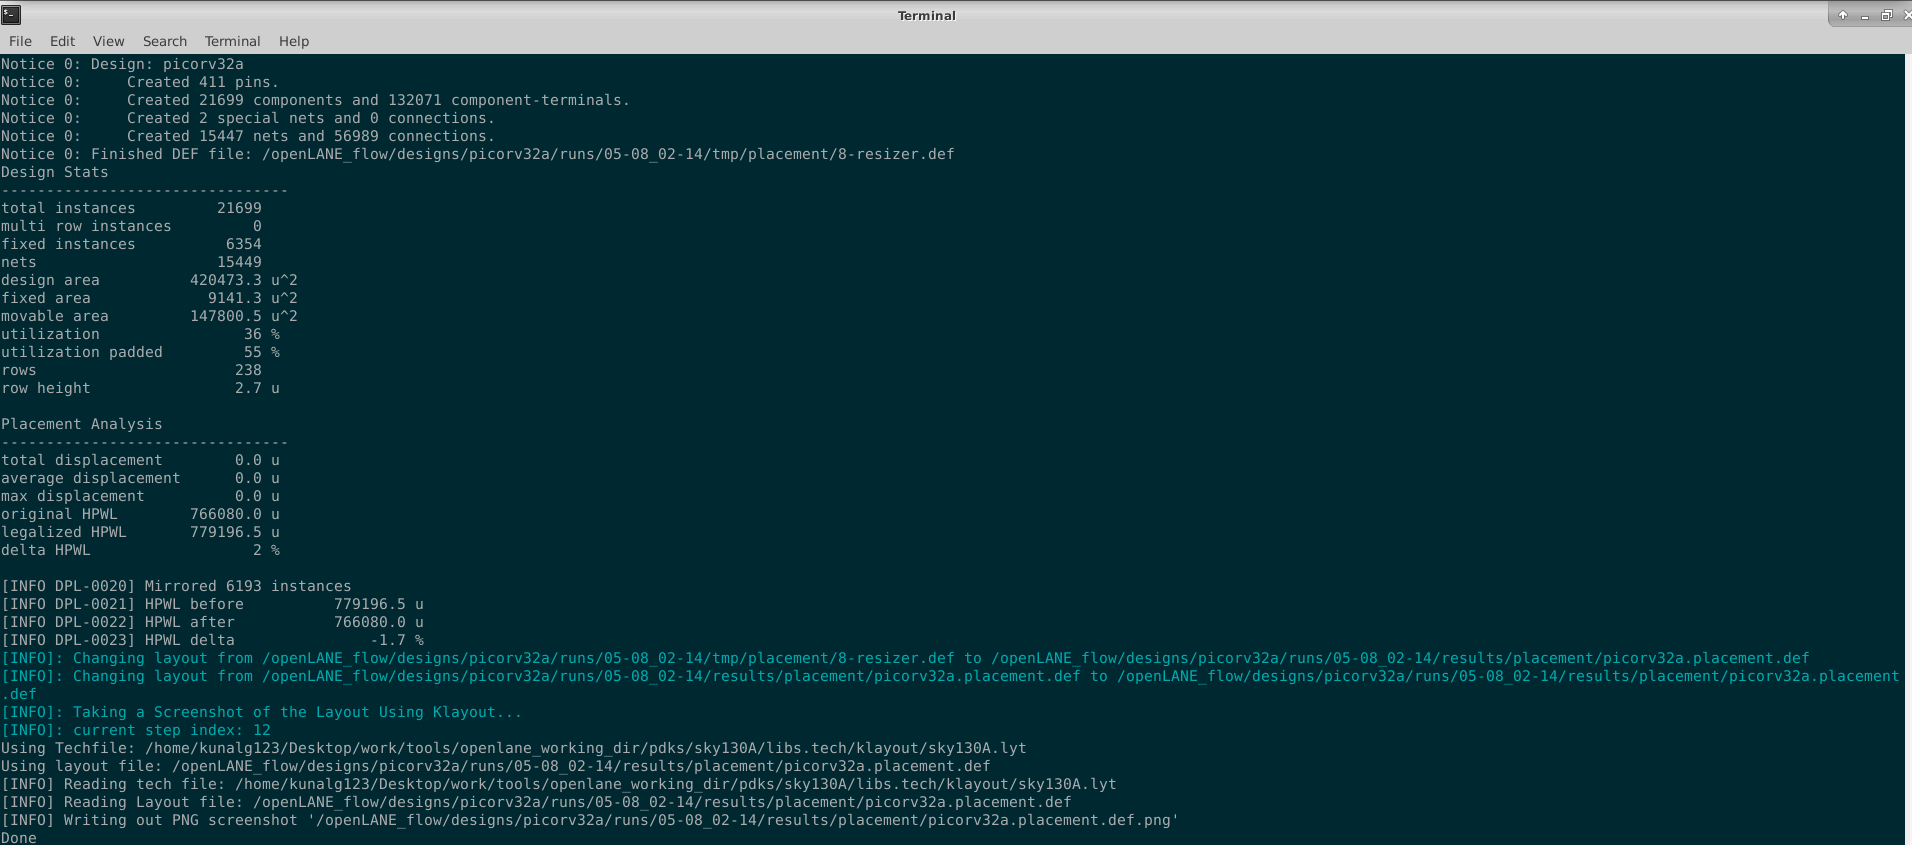 Terminal
File Edit View Search Terminal Help
Notice 0: Design: picorv32a
Notice 0:     Created 411 pins.
Notice 0:     Created 21699 components and 132071 component-terminals.
Notice 0:     Created 2 special nets and 0 connections.
Notice 0:     Created 15447 nets and 56989 connections.
Notice 0: Finished DEF file: /openLANE_flow/designs/picorv32a/runs/05-08_02-14/tmp/placement/8-resizer.def
Design Stats
--------------------------------
total instances         21699
multi row instances         0
fixed instances          6354
nets                    15449
design area          420473.3 u^2
fixed area             9141.3 u^2
movable area         147800.5 u^2
utilization                36 %
utilization padded         55 %
rows                      238
row height                2.7 u

Placement Analysis
--------------------------------
total displacement        0.0 u
average displacement      0.0 u
max displacement          0.0 u
original HPWL        766080.0 u
legalized HPWL       779196.5 u
delta HPWL                  2 %

[INFO DPL-0020] Mirrored 6193 instances
[INFO DPL-0021] HPWL before          779196.5 u
[INFO DPL-0022] HPWL after           766080.0 u
[INFO DPL-0023] HPWL delta               -1.7 %
[INFO]: Changing layout from /openLANE_flow/designs/picorv32a/runs/05-08_02-14/tmp/placement/8-resizer.def to /openLANE_flow/designs/picorv32a/runs/05-08_02-14/results/placement/picorv32a.placement.def
[INFO]: Changing layout from /openLANE_flow/designs/picorv32a/runs/05-08_02-14/results/placement/picorv32a.placement.def to /openLANE_flow/designs/picorv32a/runs/05-08_02-14/results/placement/picorv32a.placement
.def
[INFO]: Taking a Screenshot of the Layout Using Klayout...
[INFO]: current step index: 12
Using Techfile: /home/kunalg123/Desktop/work/tools/openlane_working_dir/pdks/sky130A/libs.tech/klayout/sky130A.lyt
Using layout file: /openLANE_flow/designs/picorv32a/runs/05-08_02-14/results/placement/picorv32a.placement.def
[INFO] Reading tech file: /home/kunalg123/Desktop/work/tools/openlane_working_dir/pdks/sky130A/libs.tech/klayout/sky130A.lyt
[INFO] Reading Layout file: /openLANE_flow/designs/picorv32a/runs/05-08_02-14/results/placement/picorv32a.placement.def
[INFO] Writing out PNG screenshot '/openLANE_flow/designs/picorv32a/runs/05-08_02-14/results/placement/picorv32a.placement.def.png'
Done